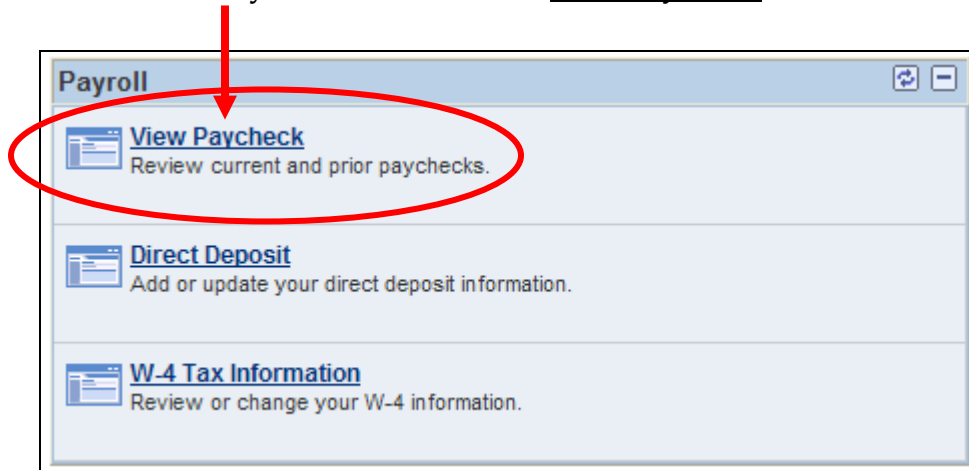 Payroll
View Paycheck
Review current and prior paychecks.
Direct Deposit
Add or update your direct deposit information.
W-4 Tax Information
Review or change your W-4 information.